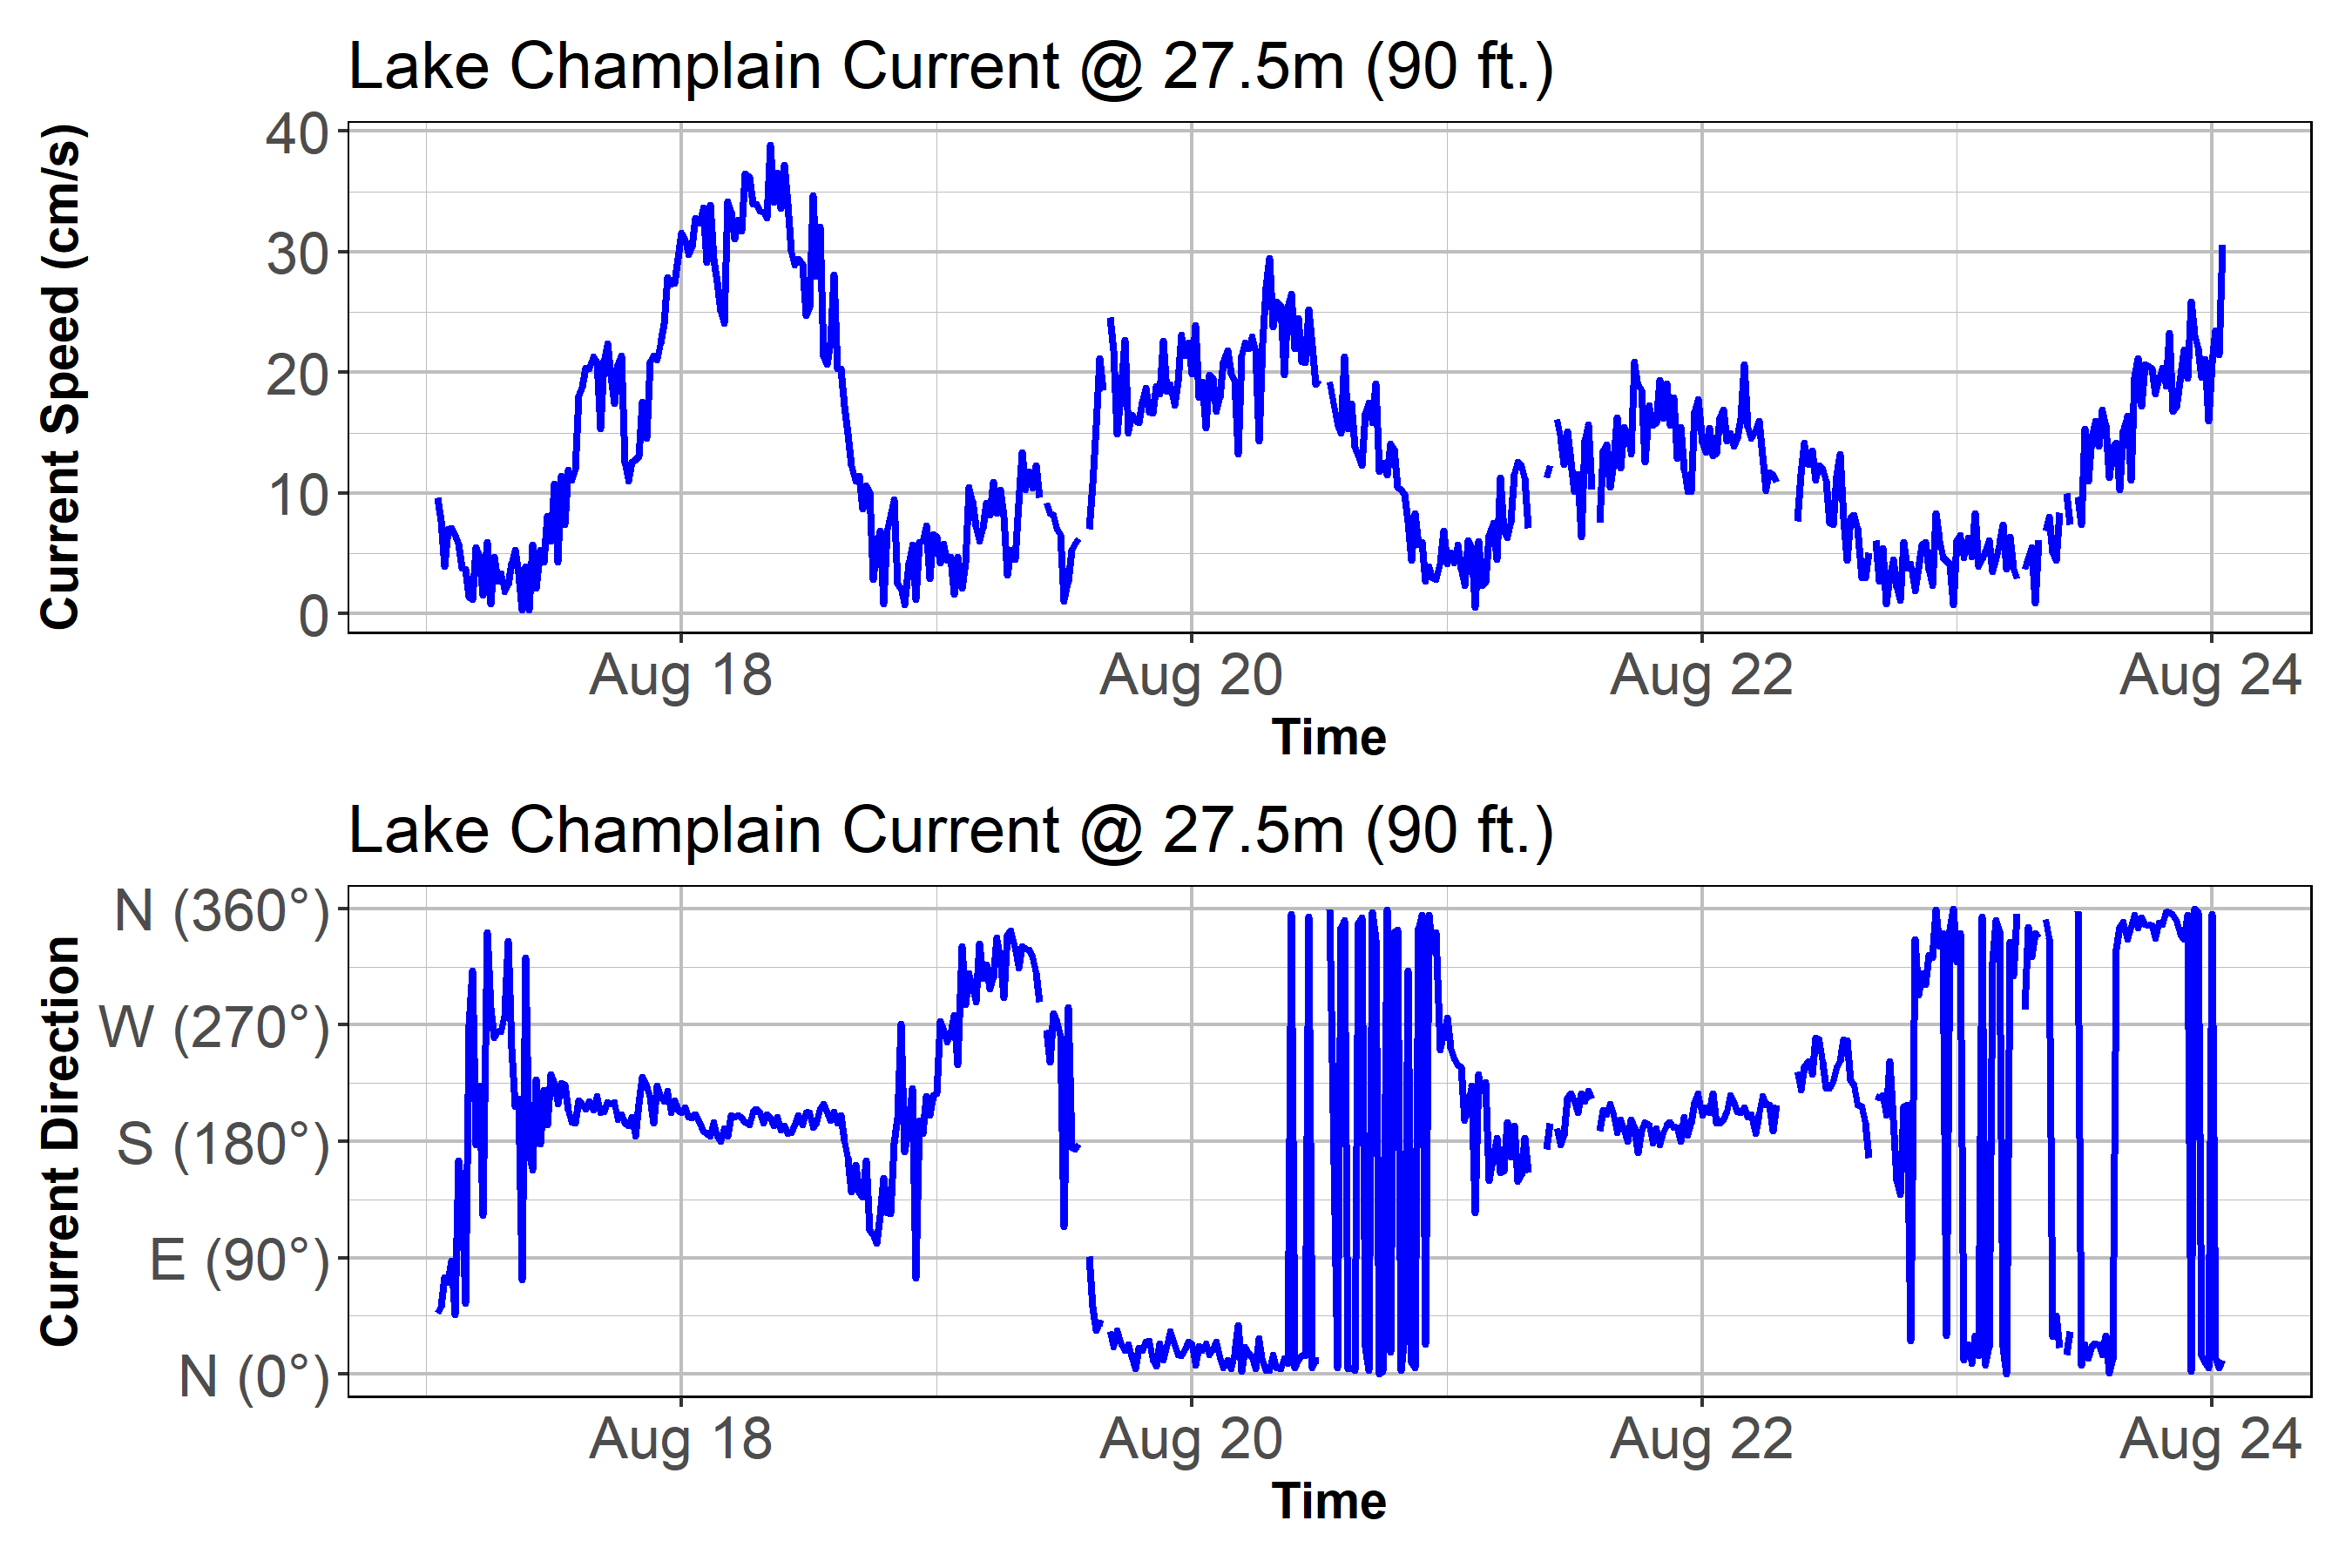 Lake Champlain Current @ 27.5m (90 ft.)
Current Speed (cm/s)
40
30
20
10
0
Aug 18 Aug 20 Aug 22 Aug 24
Time
Lake Champlain Current @ 27.5m (90 ft.)
Current Direction
N (360°)
W (270°)
S (180°)
E (90°)
N (0°)
Aug 18 Aug 20 Aug 22 Aug 24
Time